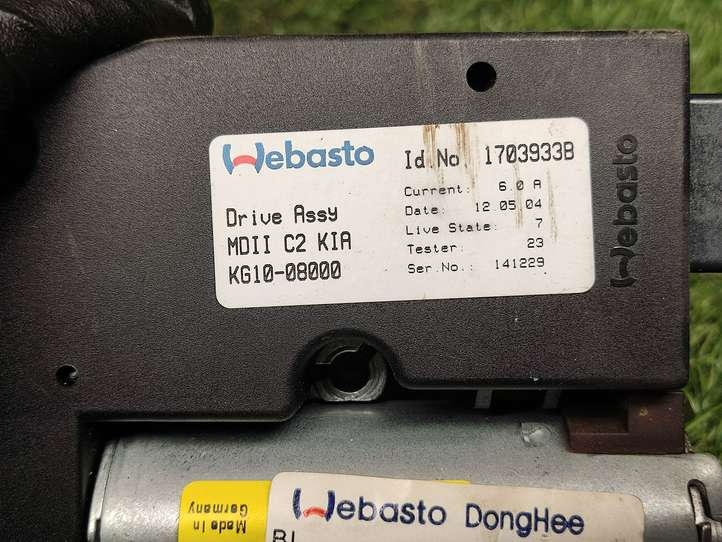 Webasto
Id.No. 1703933B
Drive Assy
MDII C2 KIA
KG10-08000
Current: 6.0 A
Date: 12.05.04
Live State: 7
Tester: 23
Ser.No.: 141229
Webasto
Made in
Germany
Webasto DongHee